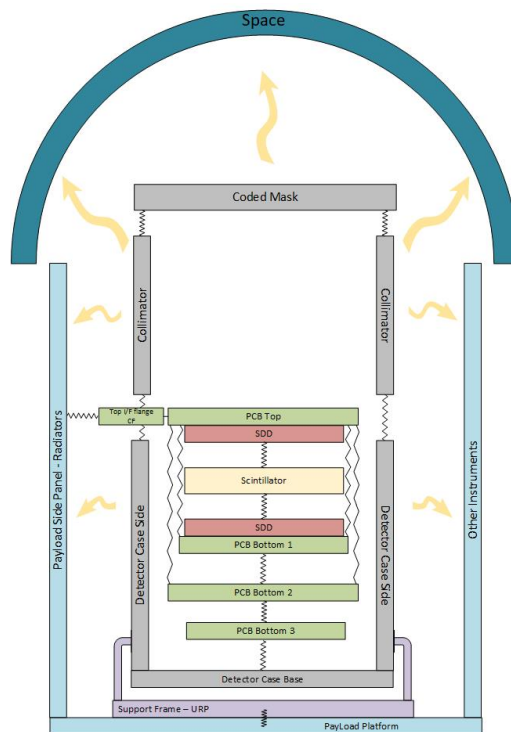 Space
Coded Mask
Collimator
Collimator
Top I/F flange
CF
PCB Top
SDD
Scintillator
SDD
PCB Bottom 1
PCB Bottom 2
PCB Bottom 3
Detector Case Side
Detector Case Side
Payload Side Panel - Radiators
Other Instruments
Detector Case Base
Support Frame – URP
PayLoad Platform